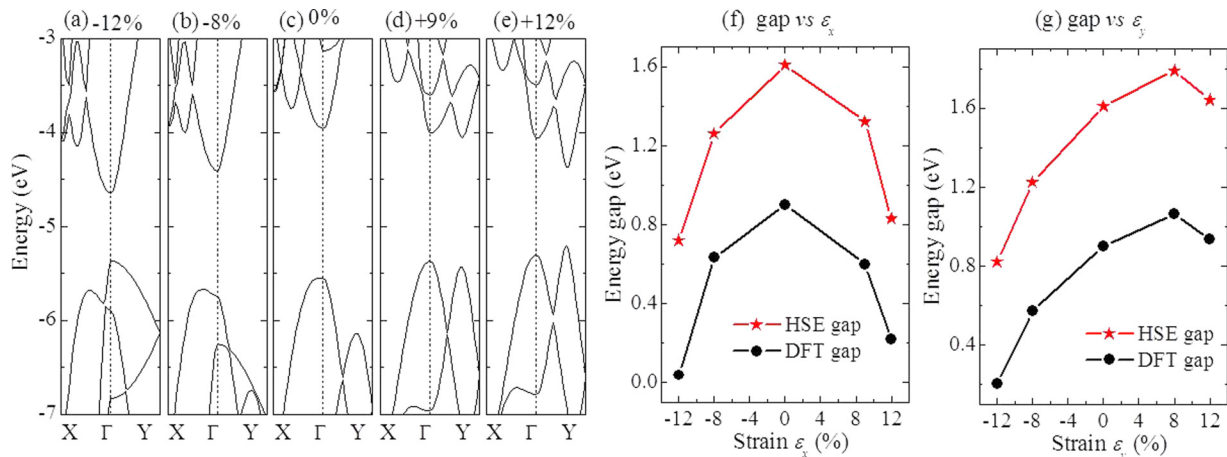 (a) -12%
(b) -8%
(c) 0%
(d) +9%
(e) +12%
-3
-4
-5
-6
-7
Energy (eV)
X Γ Y
X Γ Y
X Γ Y
X Γ Y
X Γ Y
(f) gap vs εx
1.6
1.2
0.8
0.4
0.0
Energy gap (eV)
HSE gap
DFT gap
-12 -8 -4 0 4 8 12
Strain εx (%)
(g) gap vs εy
1.6
1.2
0.8
0.4
Energy gap (eV)
HSE gap
DFT gap
-12 -8 -4 0 4 8 12
Strain εy (%)